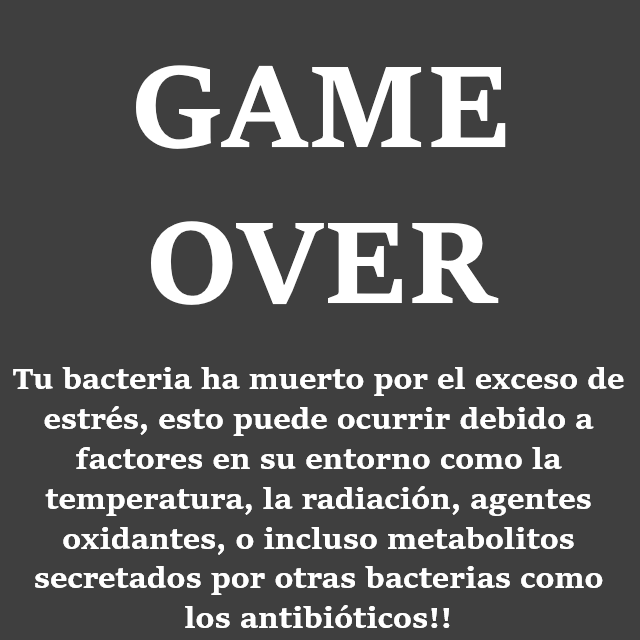 GAME
OVER
Tu bacteria ha muerto por el exceso de
estrés, esto puede ocurrir debido a
factores en su entorno como la
temperatura, la radiación, agentes
oxidantes, o incluso metabolitos
secretados por otras bacterias como
los antibióticos!!